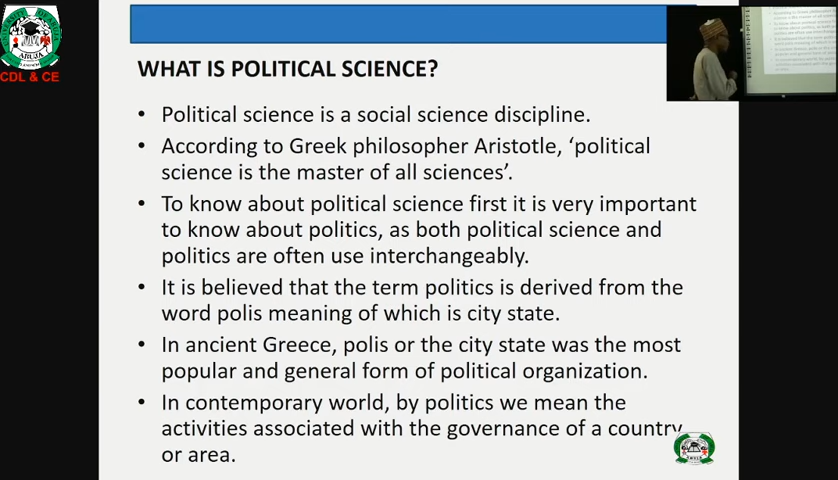 ABUJA
CDL & CE
WHAT IS POLITICAL SCIENCE?
• Political science is a social science discipline.
• According to Greek philosopher Aristotle, ‘political
science is the master of all sciences’.
• To know about political science first it is very important
to know about politics, as both political science and
politics are often use interchangeably.
• It is believed that the term politics is derived from the
word polis meaning of which is city state.
• In ancient Greece, polis or the city state was the most
popular and general form of political organization.
• In contemporary world, by politics we mean the
activities associated with the governance of a country
or area.